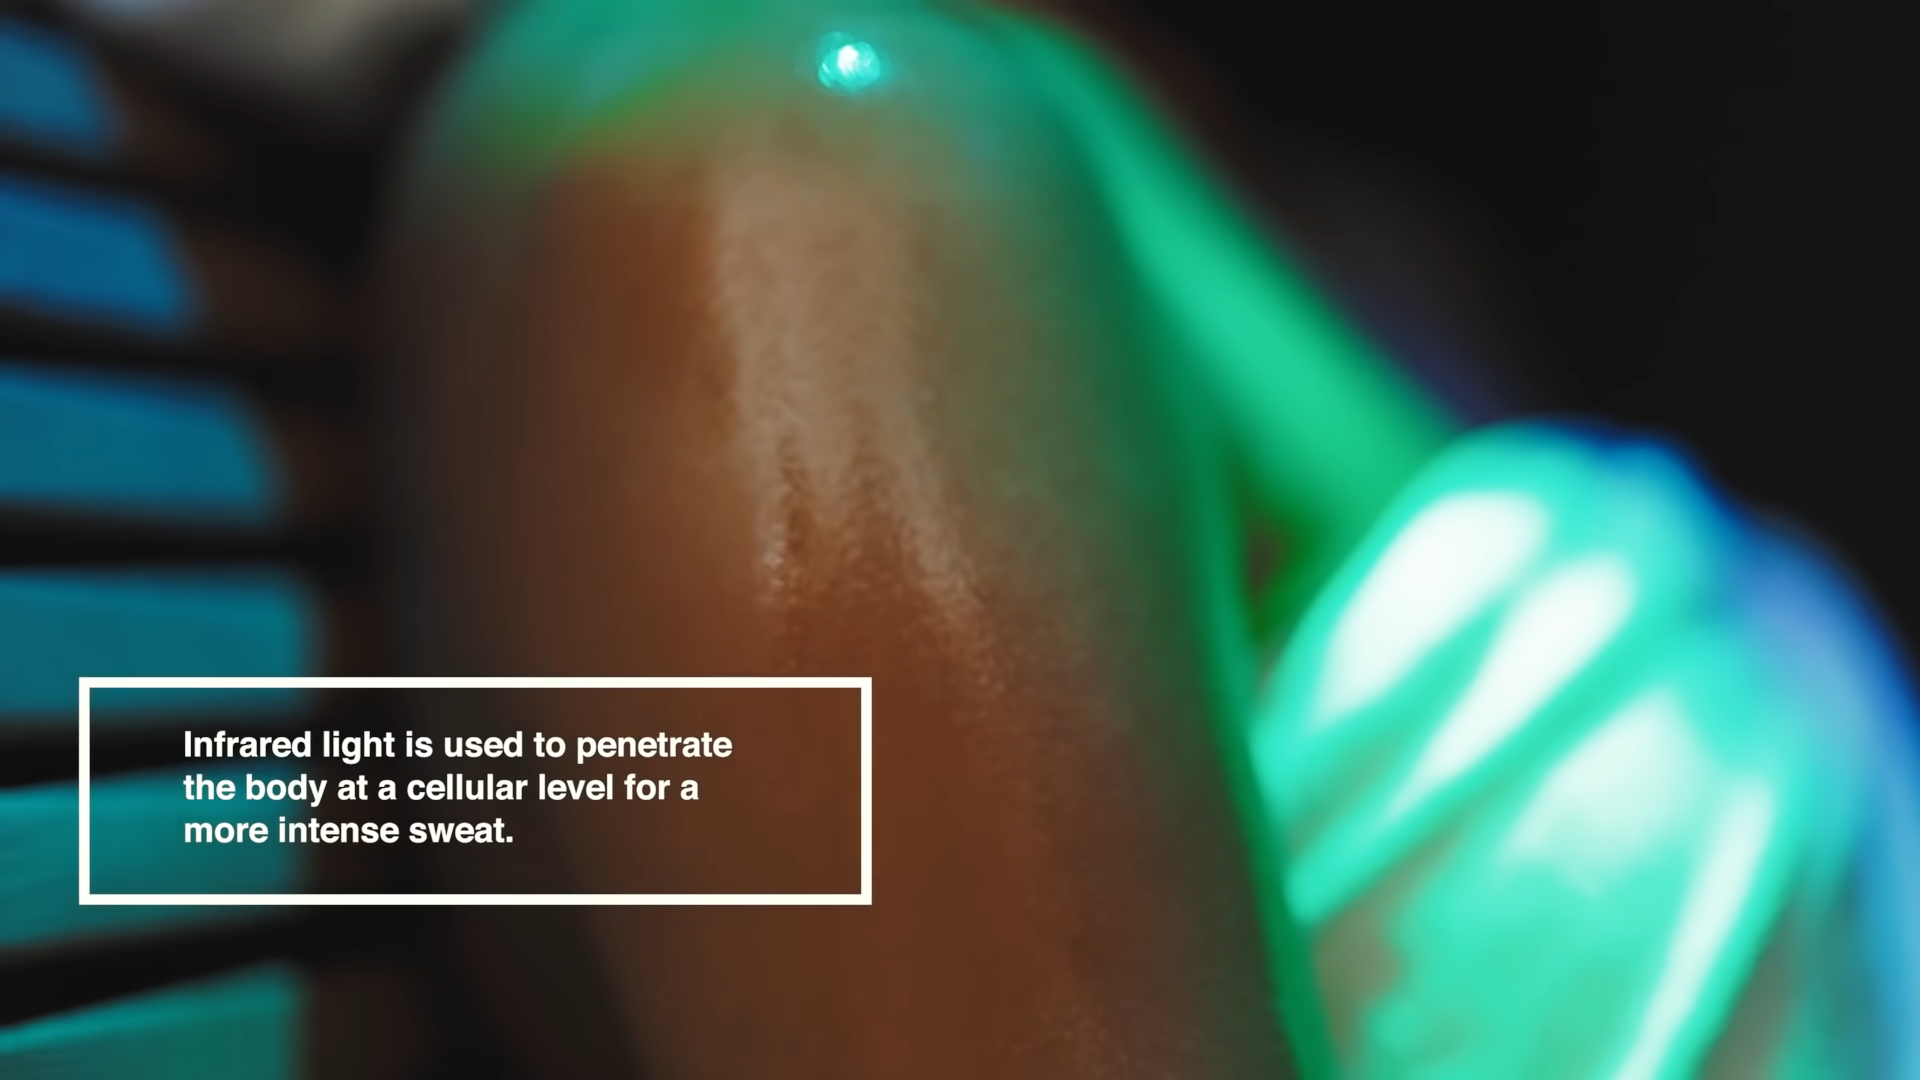 Infrared light is used to penetrate
the body at a cellular level for a
more intense sweat.